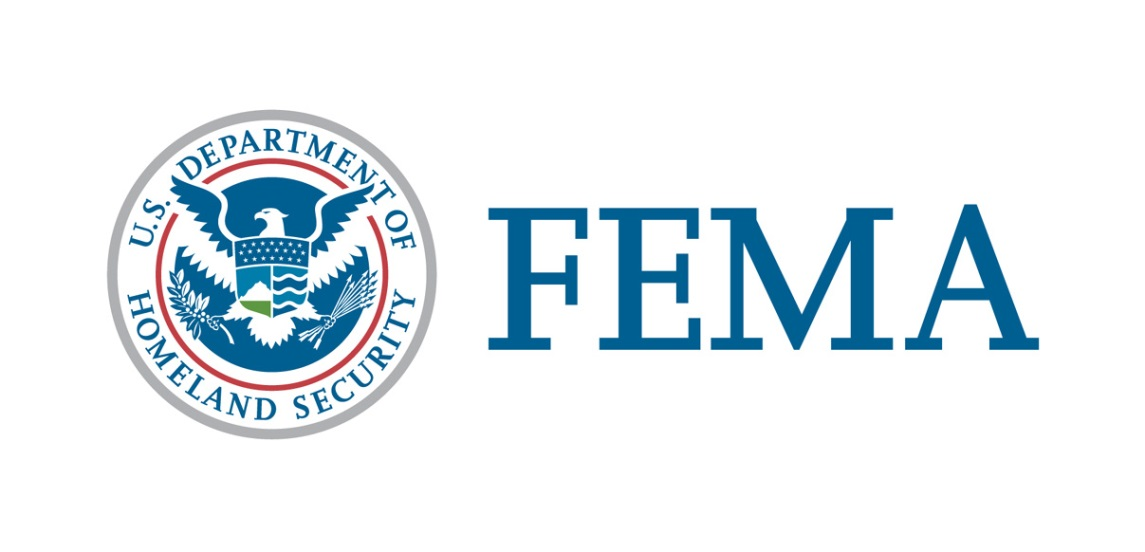 U.S. DEPARTMENT OF
HOMELAND SECURITY
FEMA